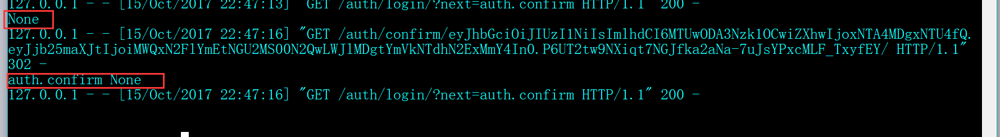 127.0.0.1 - - [15/Oct/2017 22:47:13] "GET /auth/login/?next=auth.confirm HTTP/1.1" 200 -
None
127.0.0.1 - - [15/Oct/2017 22:47:16] "GET /auth/confirm/eyJhbGciOiJIUzI1NiIsImlhdCI6MTUwODA3Nzk1OCwiZXhwIjoxNTA4MDgxNTU4fQ.
eyJjb25maXJtIjoiMWQxN2FlYmEtNGU2MS00N2QwLWJlMDgtYmVkNTdhN2ExMmY4In0.P6UT2tw9NXiqt7NGJfka2aNa-7uJsYPxcMLF_TxyfEY/ HTTP/1.1"
302 -
auth.confirm None
127.0.0.1 - - [15/Oct/2017 22:47:16] "GET /auth/login/?next=auth.confirm HTTP/1.1" 200 -